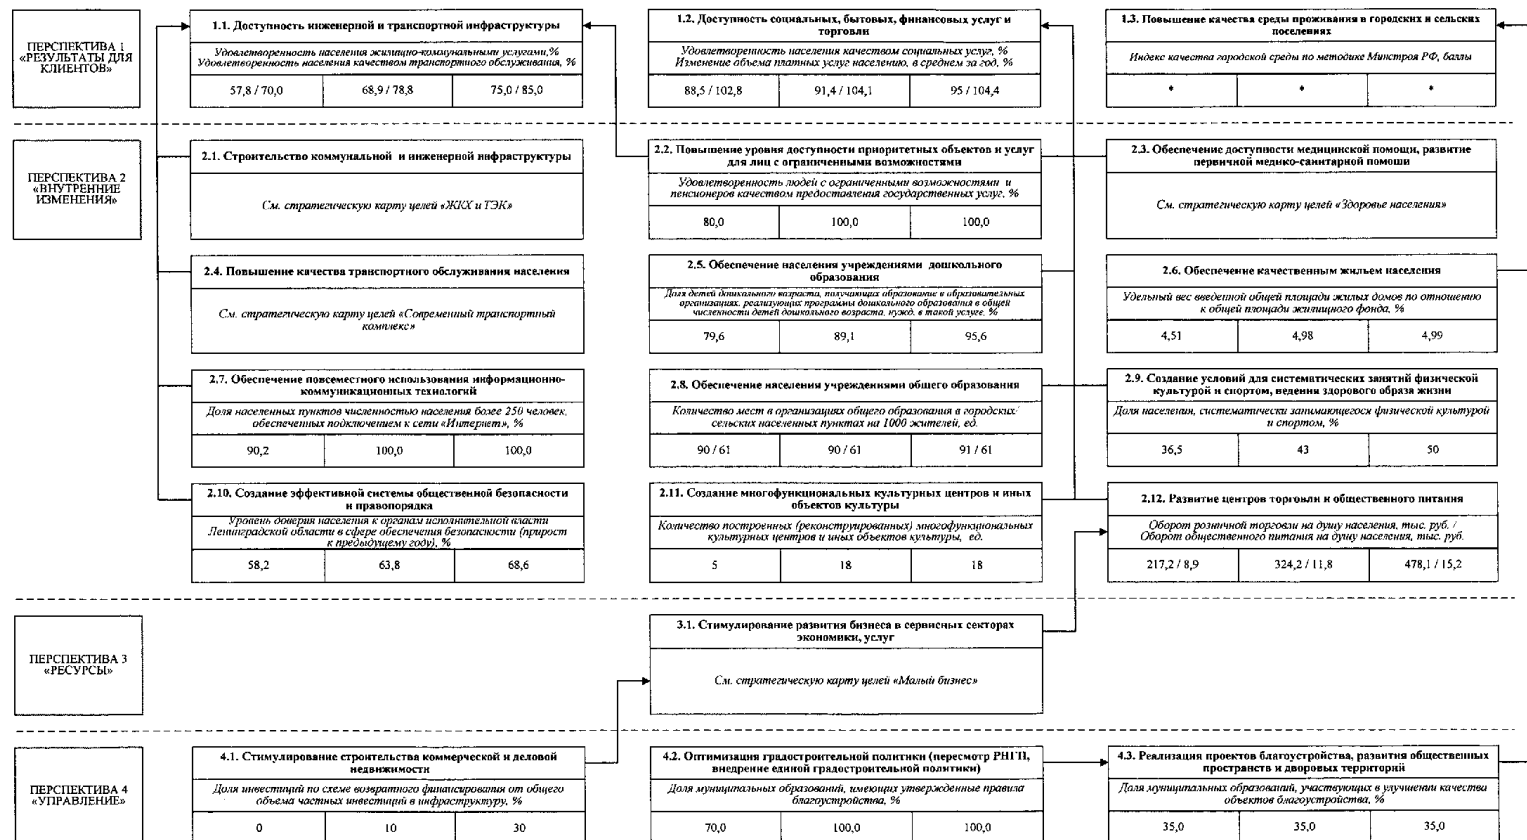 ПЕРСПЕКТИВА 1
«РЕЗУЛЬТАТЫ ДЛЯ
КЛИЕНТОВ»
1.1. Доступность инженерной и транспортной инфраструктуры
Удовлетворенность населения жилищно-коммунальными услугами,%
Удовлетворенность населения качеством транспортного обслуживания, %
57,8 / 70,0
68,9 / 78,8
75,0 / 85,0
1.2. Доступность социальных, бытовых, финансовых услуг и
торговли
Удовлетворенность населения качеством социальных услуг, %
Изменение объема платных услуг населению, в среднем за год, %
88,5 / 102,8
91,4 / 104,1
95 / 104,4
1.3. Повышение качества среды проживания в городских и сельских
поселениях
Индекс качества городской среды по методике Минстроя РФ, баллы
*
*
*
ПЕРСПЕКТИВА 2
«ВНУТРЕННИЕ
ИЗМЕНЕНИЯ»
2.1. Строительство коммунальной и инженерной инфраструктуры
См. стратегическую карту целей «ЖКХ и ТЭК»
2.2. Повышение уровня доступности приоритетных объектов и услуг
для лиц с ограниченными возможностями
Удовлетворенность людей с ограниченными возможностями и
пенсионеров качеством предоставления государственных услуг, %
80,0
100,0
100,0
2.3. Обеспечение доступности медицинской помощи, развитие
первичной медико-санитарной помощи
См. стратегическую карту целей «Здоровье населения»
2.4. Повышение качества транспортного обслуживания населения
См. стратегическую карту целей «Современный транспортный
комплекс»
2.5. Обеспечение населения учреждениями дошкольного
образования
Доля детей дошкольного возраста, получающих образование в образовательных
организациях, реализующих программы дошкольного образования в общей
численности детей дошкольного возраста, нужд. в такой услуге, %
79,6
89,1
95,6
2.6. Обеспечение качественным жильем населения
Удельный вес введенной общей площади жилых домов по отношению
к общей площади жилищного фонда, %
4,51
4,98
4,99
2.7. Обеспечение повсеместного использования информационно-
коммуникационных технологий
Доля населенных пунктов численностью населения более 250 человек,
обеспеченных подключением к сети «Интернет», %
90,2
100,0
100,0
2.8. Обеспечение населения учреждениями общего образования
Количество мест в организациях общего образования в городских/
сельских населенных пунктах на 1000 жителей, ед.
90 / 61
90 / 61
91 / 61
2.9. Создание условий для систематических занятий физической
культурой и спортом, ведения здорового образа жизни
Доля населения, систематически занимающегося физической культурой
и спортом, %
36,5
43
50
2.10. Создание эффективной системы общественной безопасности
и правопорядка
Уровень доверия населения к органам исполнительной власти
Ленинградской области в сфере обеспечения безопасности (прирост
к предыдущему году), %
58,2
63,8
68,6
2.11. Создание многофункциональных культурных центров и иных
объектов культуры
Количество построенных (реконструированных) многофункциональных
культурных центров и иных объектов культуры, ед.
5
18
18
2.12. Развитие центров торговли и общественного питания
Оборот розничной торговли на душу населения, тыс. руб. /
Оборот общественного питания на душу населения, тыс. руб.
217,2 / 8,9
324,2 / 11,8
478,1 / 15,2
ПЕРСПЕКТИВА 3
«РЕСУРСЫ»
3.1. Стимулирование развития бизнеса в сервисных секторах
экономики, услуг
См. стратегическую карту целей «Малый бизнес»
ПЕРСПЕКТИВА 4
«УПРАВЛЕНИЕ»
4.1. Стимулирование строительства коммерческой и деловой
недвижимости
Доля инвестиций по схеме возвратного финансирования от общего
объема частных инвестиций в инфраструктуру, %
0
10
30
4.2. Оптимизация градостроительной политики (пересмотр РНГП,
внедрение единой градостроительной политики)
Доля муниципальных образований, имеющих утвержденные правила
благоустройства, %
70,0
100,0
100,0
4.3. Реализация проектов благоустройства, развития общественных
пространств и дворовых территорий
Доля муниципальных образований, участвующих в улучшении качества
объектов благоустройства, %
35,0
35,0
35,0